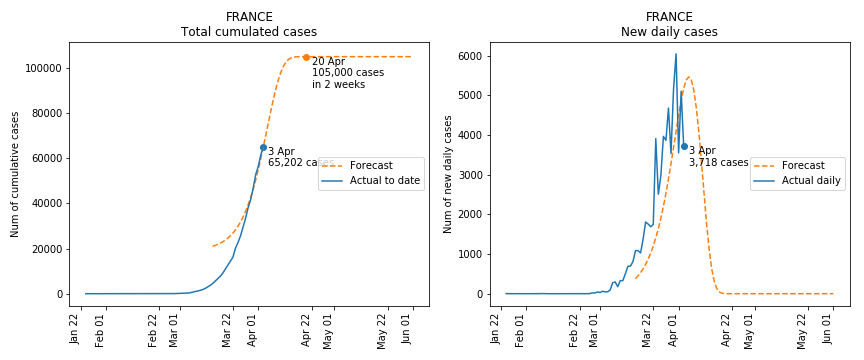 FRANCE
Total cumulated cases
Num of cumulative cases
100000
80000
60000
40000
20000
0
20 Apr
105,000 cases
in 2 weeks
3 Apr
65,202 cases
Forecast
Actual to date
Jan 22
Feb 01
Feb 22
Mar 01
Mar 22
Apr 01
Apr 22
May 01
May 22
Jun 01
FRANCE
New daily cases
Num of new daily cases
6000
5000
4000
3000
2000
1000
0
3 Apr
3,718 cases
Forecast
Actual daily
Jan 22
Feb 01
Feb 22
Mar 01
Mar 22
Apr 01
Apr 22
May 01
May 22
Jun 01